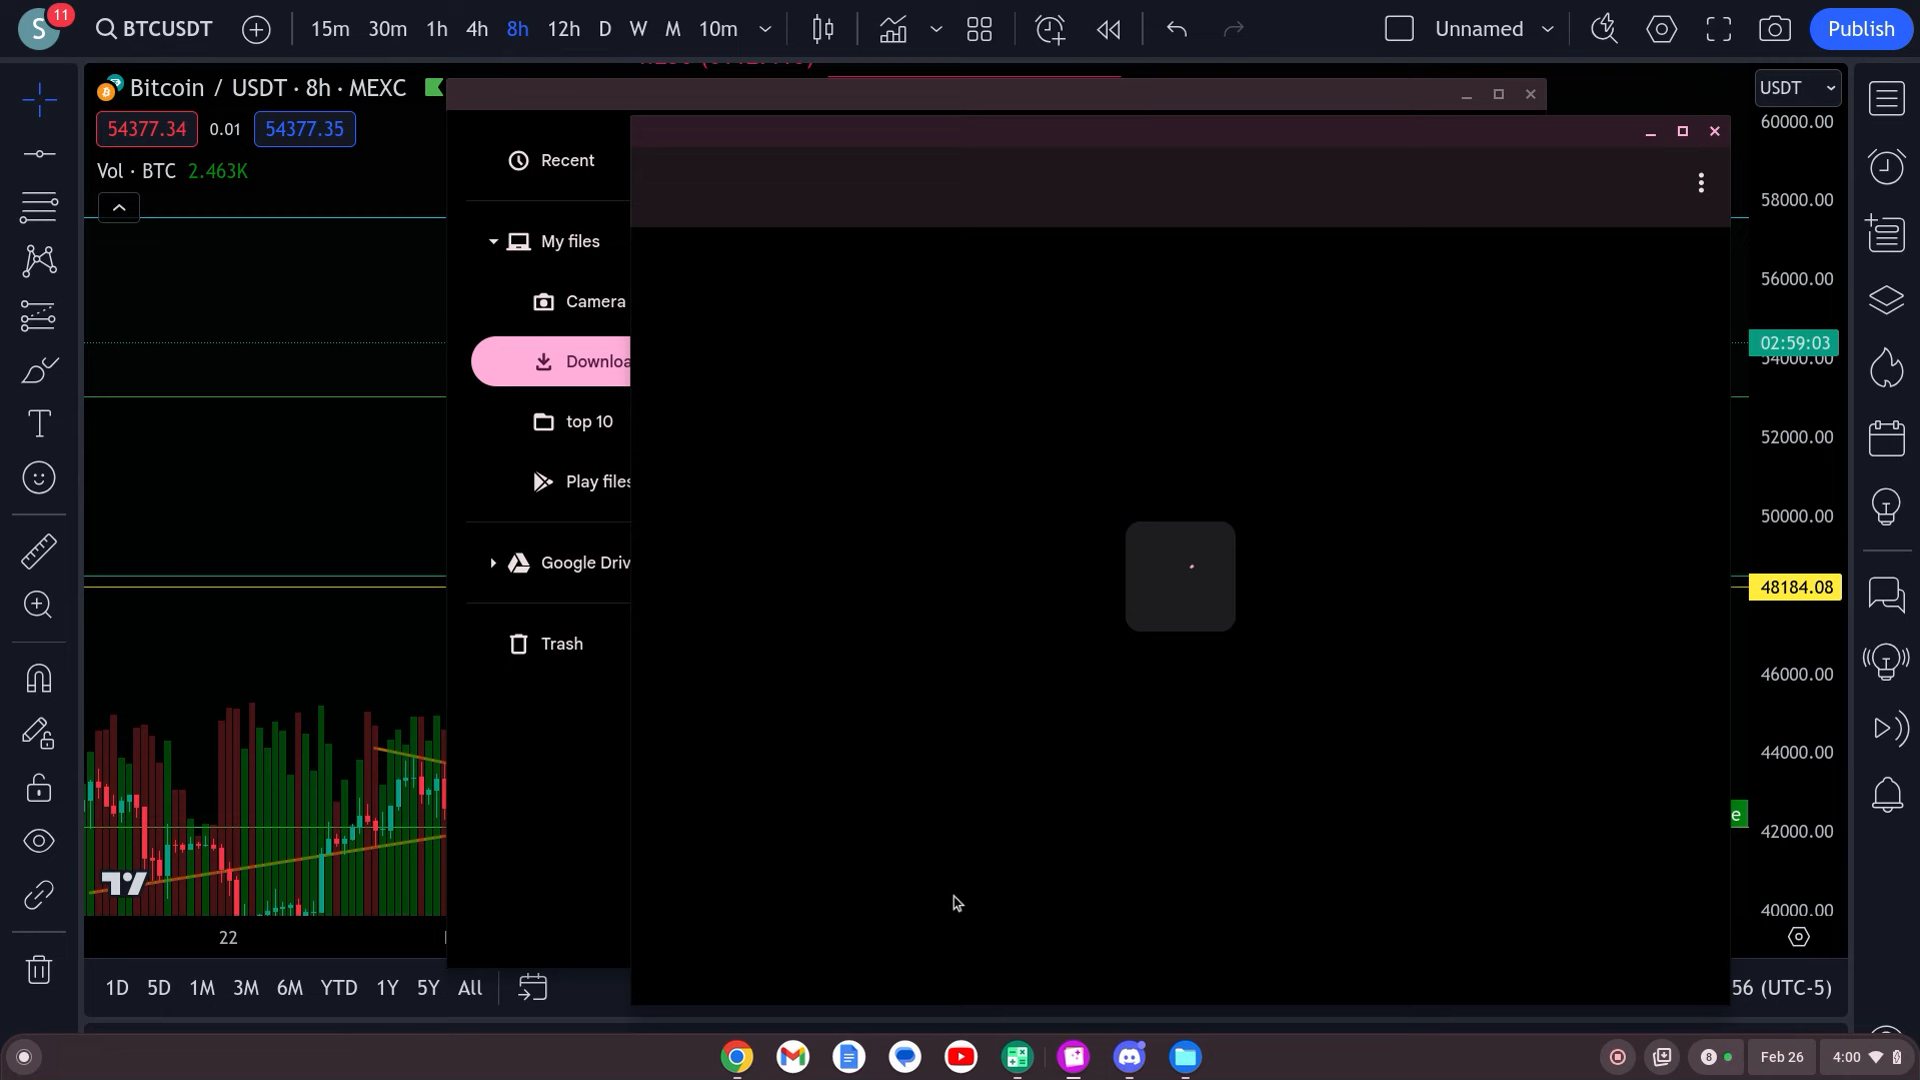 S
11
BTCUSDT
15m 30m 1h 4h 8h 12h D W M 10m
Unnamed
Publish
Bitcoin / USDT · 8h · MEXC
54377.34 0.01 54377.35
Vol · BTC 2.463K
Recent
My files
Camera
Downloa
top 10
Play files
Google Driv
Trash
USDT
60000.00
58000.00
56000.00
02:59:03
54000.00
52000.00
50000.00
48184.08
46000.00
44000.00
e
42000.00
40000.00
22
1D 5D 1M 3M 6M YTD 1Y 5Y All
56 (UTC-5)
8
Feb 26
4:00